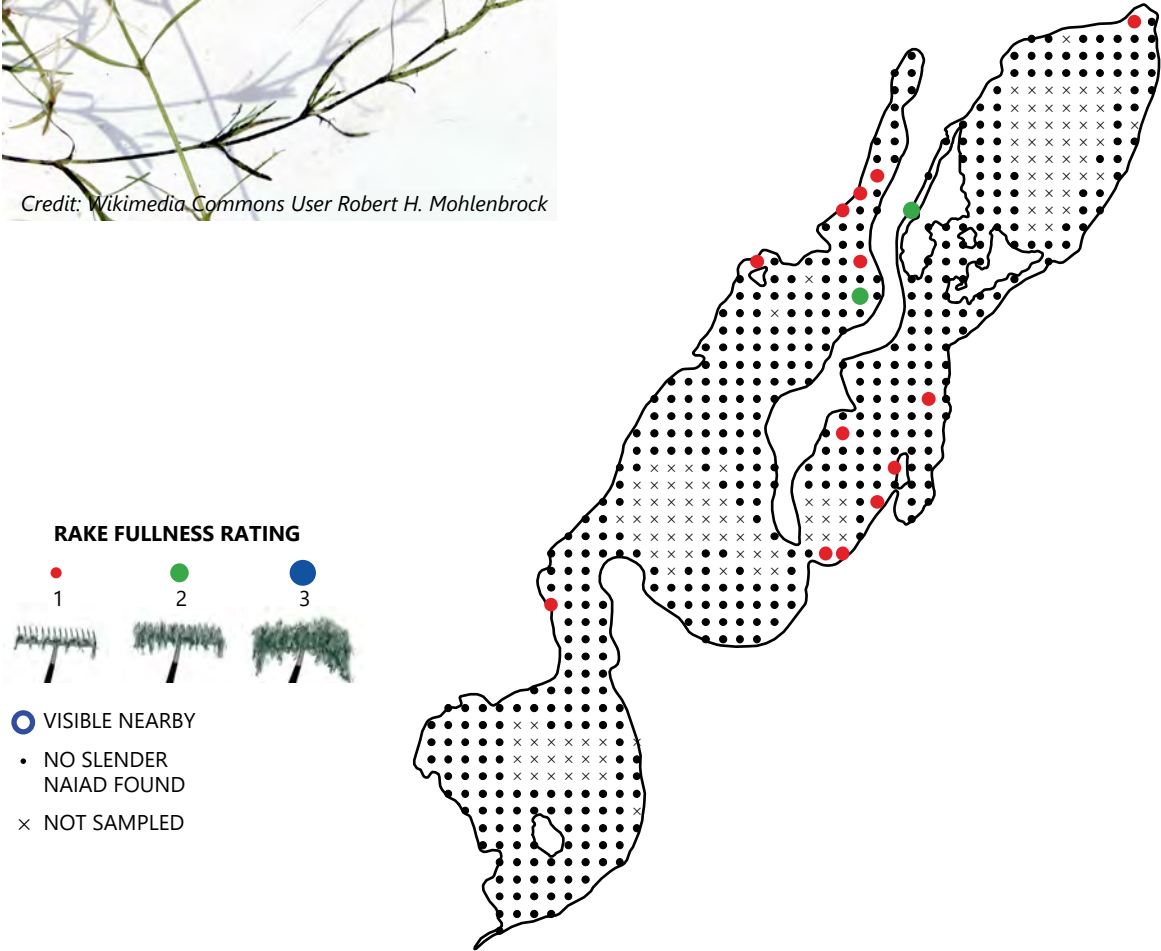 Credit: Wikimedia Commons User Robert H. Mohlenbrock
RAKE FULLNESS RATING
1 2 3
VISIBLE NEARBY
NO SLENDER
NAIAD FOUND
NOT SAMPLED